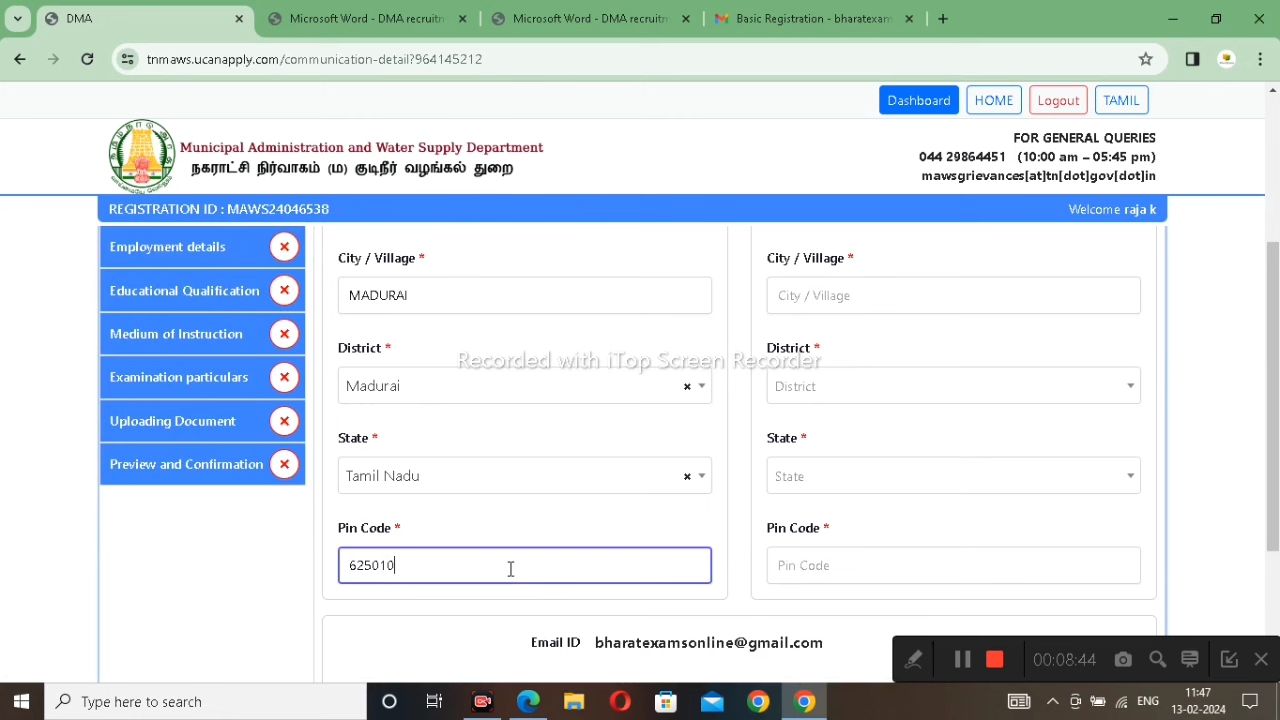 DMA
Microsoft Word - DMA recruitm
Microsoft Word - DMA recruitm
Basic Registration - bharatexam
tnmaws.ucanapply.com/communication-detail?964145212
Dashboard
HOME
Logout
TAMIL
Municipal Administration and Water Supply Department
நகராட்சி நிர்வாகம் (ம) குடிநீர் வழங்கல் துறை
FOR GENERAL QUERIES
044 29864451 (10:00 am – 05:45 pm)
mawsgrievances[at]tn[dot]gov[dot]in
REGISTRATION ID : MAWS24046538
Welcome raja k
Employment details
Educational Qualification
Medium of Instruction
Examination particulars
Uploading Document
Preview and Confirmation
City / Village *
MADURAI
District *
Madurai
State *
Tamil Nadu
Pin Code *
625010
City / Village *
City / Village
District *
District
State *
State
Pin Code *
Pin Code
Recorded with iTop Screen Recorder
Email ID bharatexamsonline@gmail.com
00:08:44
Type here to search
ENG
11:47
13-02-2024